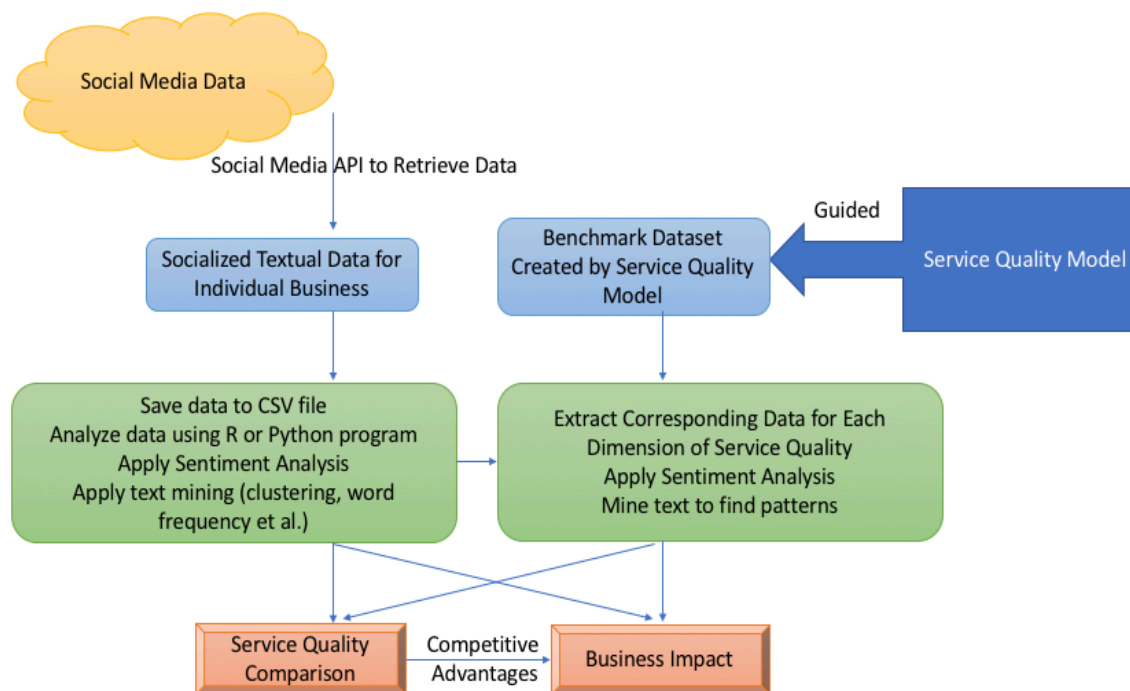 Social Media Data
Social Media API to Retrieve Data
Guided
Service Quality Model
Socialized Textual Data for
Individual Business
Benchmark Dataset
Created by Service Quality
Model
Save data to CSV file
Analyze data using R or Python program
Apply Sentiment Analysis
Apply text mining (clustering, word
frequency et al.)
Extract Corresponding Data for Each
Dimension of Service Quality
Apply Sentiment Analysis
Mine text to find patterns
Service Quality
Comparison
Competitive
Advantages
Business Impact